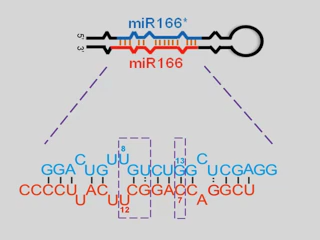 miR166*
5'
3'
miR166
8
13
C UU C
GGA UG GUCUGG UCGAGG
CCCCU AC CGGACC GGCU
U UU A
12
7